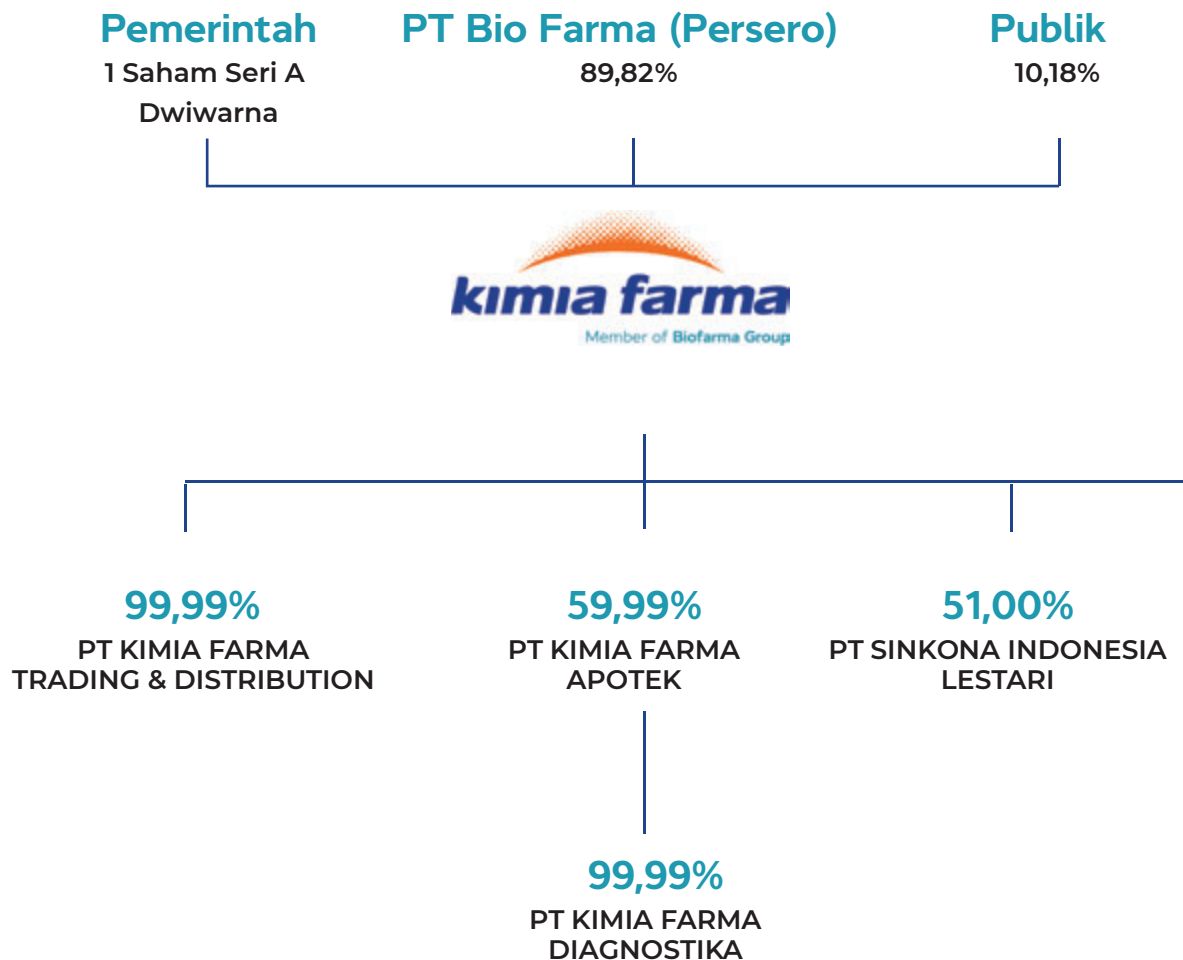 Pemerintah
1 Saham Seri A
Dwiwarna
PT Bio Farma (Persero)
89,82%
Publik
10,18%
kimia farma
Member of Biofarma Group
99,99%
PT KIMIA FARMA
TRADING & DISTRIBUTION
59,99%
PT KIMIA FARMA
APOTEK
51,00%
PT SINKONA INDONESIA
LESTARI
99,99%
PT KIMIA FARMA
DIAGNOSTIKA